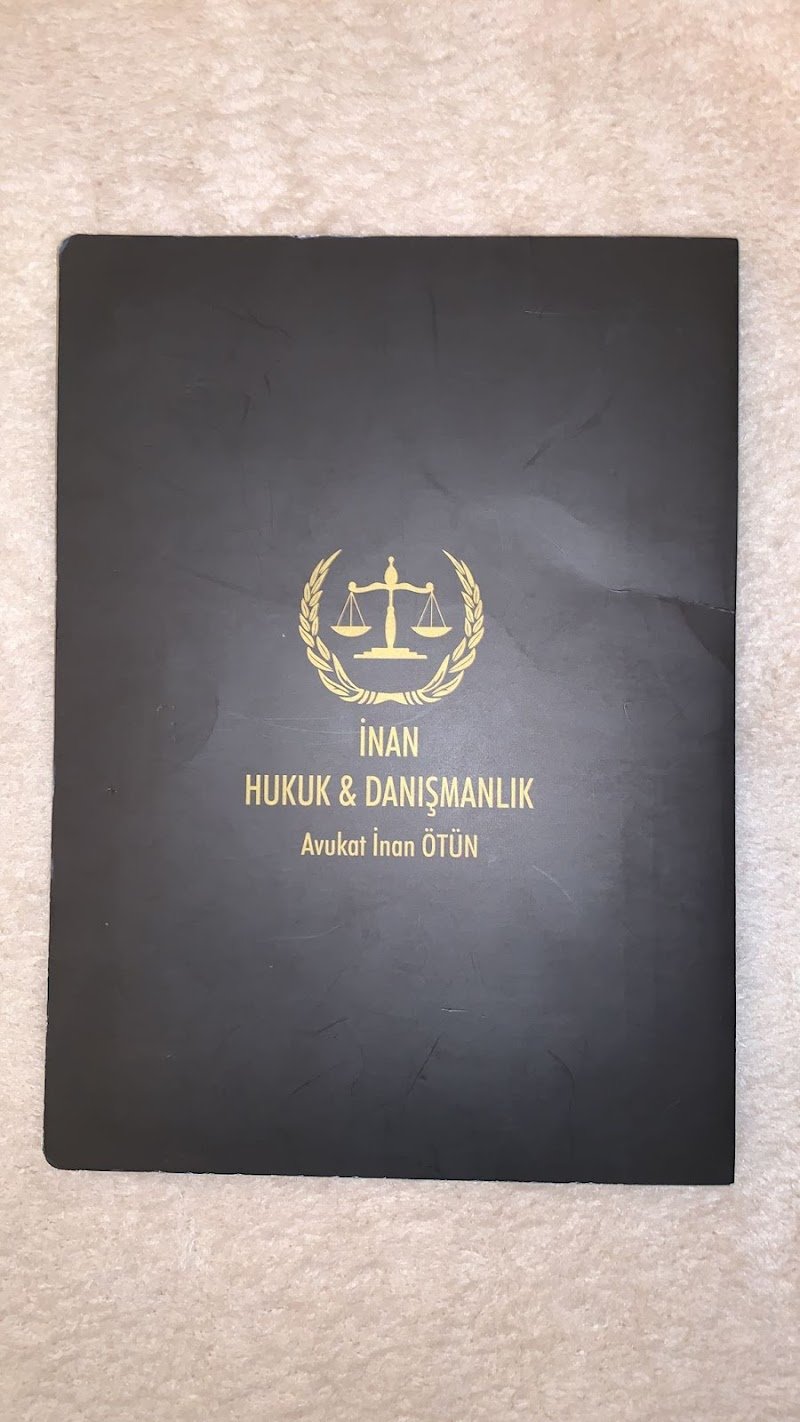 İNAN
HUKUK & DANIŞMANLIK
Avukat İnan ÖTÜN